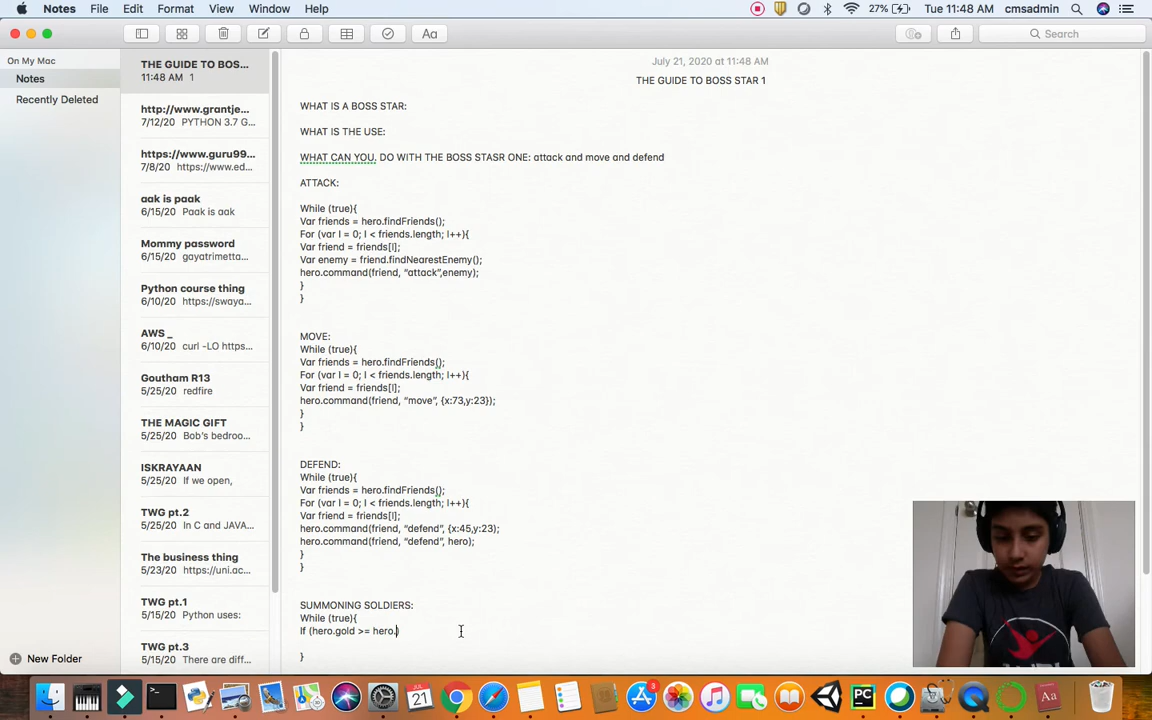 Notes File Edit Format View Window Help
27% Tue 11:48 AM cmsadmin
Aa
Search
On My Mac
Notes
Recently Deleted
New Folder
THE GUIDE TO BOS...
11:48 AM 1
http://www.grantje...
7/12/20 PYTHON 3.7 G...
https://www.guru99...
7/8/20 https://www.ed...
aak is paak
6/15/20 Paak is aak
Mommy password
6/15/20 gayatrimetta...
Python course thing
6/10/20 https://swaya...
AWS _
6/10/20 curl -LO https...
Goutham R13
5/25/20 redfire
THE MAGIC GIFT
5/25/20 Bob's bedroo...
ISKRAYAAN
5/25/20 If we open,
TWG pt.2
5/25/20 In C and JAVA...
The business thing
5/23/20 https://uni.ac...
TWG pt.1
5/15/20 Python uses:
TWG pt.3
5/15/20 There are diff...
July 21, 2020 at 11:48 AM
THE GUIDE TO BOSS STAR 1
WHAT IS A BOSS STAR:
WHAT IS THE USE:
WHAT CAN YOU. DO WITH THE BOSS STASR ONE: attack and move and defend
ATTACK:
While (true){
Var friends = hero.findFriends();
For (var I = 0; I < friends.length; I++){
Var friend = friends[I];
Var enemy = friend.findNearestEnemy();
hero.command(friend, “attack”,enemy);
}
}
MOVE:
While (true){
Var friends = hero.findFriends();
For (var I = 0; I < friends.length; I++){
Var friend = friends[I];
hero.command(friend, “move”, {x:73,y:23});
}
}
DEFEND:
While (true){
Var friends = hero.findFriends();
For (var I = 0; I < friends.length; I++){
Var friend = friends[I];
hero.command(friend, “defend”, {x:45,y:23);
hero.command(friend, “defend”, hero);
}
}
SUMMONING SOLDIERS:
While (true){
If (hero.gold >= hero.)
}
3
21
PC